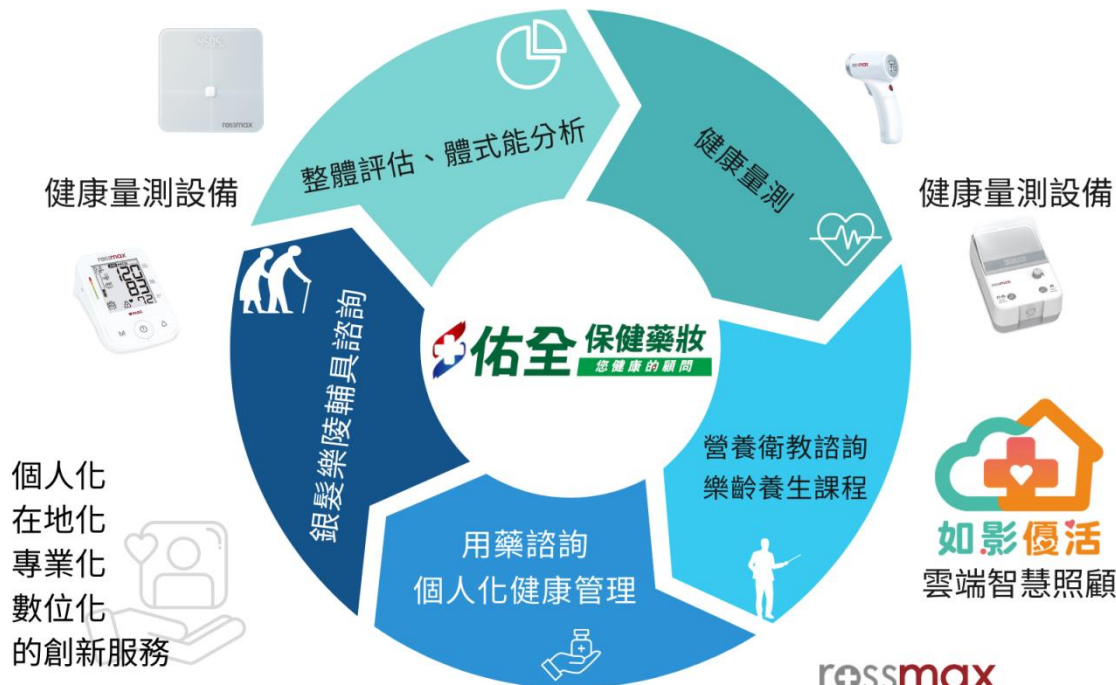 rossmax
整體評估、體式能分析
健康量測
健康量測設備
健康量測設備
rossmax
M
銀髮樂陵輔具諮詢
佑全 保健藥妝
您健康的顧問
營養衛教諮詢
樂齡養生課程
用藥諮詢
個人化健康管理
個人化
在地化
專業化
數位化
的創新服務
如影優活
雲端智慧照顧
rossmax